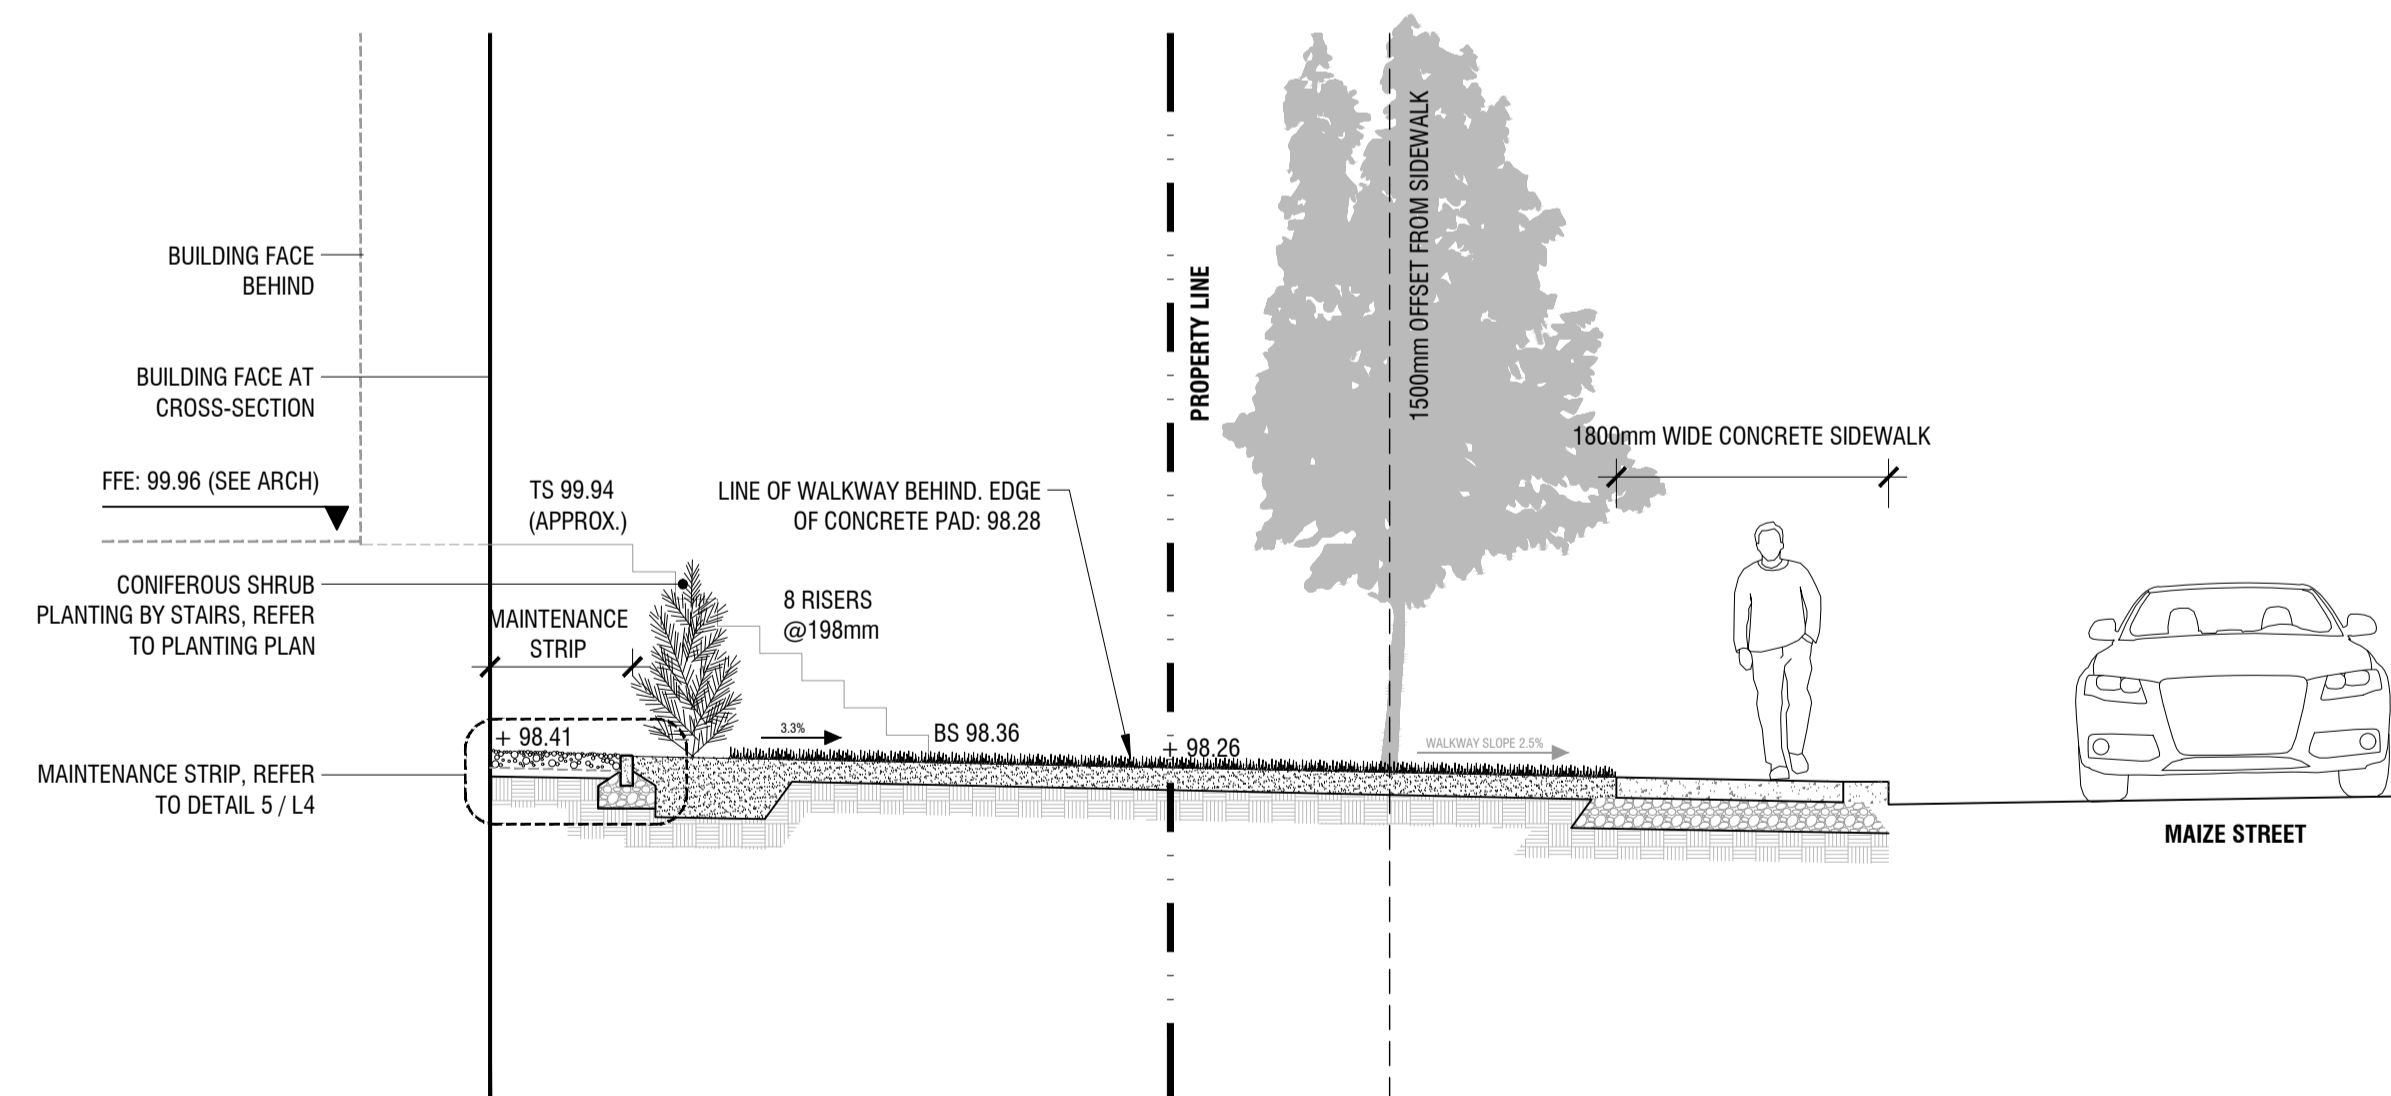 BUILDING FACE
BEHIND
BUILDING FACE AT
CROSS-SECTION
FFE: 99.96 (SEE ARCH)
CONIFEROUS SHRUB
PLANTING BY STAIRS, REFER
TO PLANTING PLAN
MAINTENANCE STRIP, REFER
TO DETAIL 5 / L4
TS 99.94
(APPROX.)
MAINTENANCE
STRIP
+ 98.41
8 RISERS
@198mm
3.3%
BS 98.36
LINE OF WALKWAY BEHIND. EDGE
OF CONCRETE PAD: 98.28
PROPERTY LINE
+ 98.26
1500mm OFFSET FROM SIDEWALK
WALKWAY SLOPE 2.5%
1800mm WIDE CONCRETE SIDEWALK
MAIZE STREET